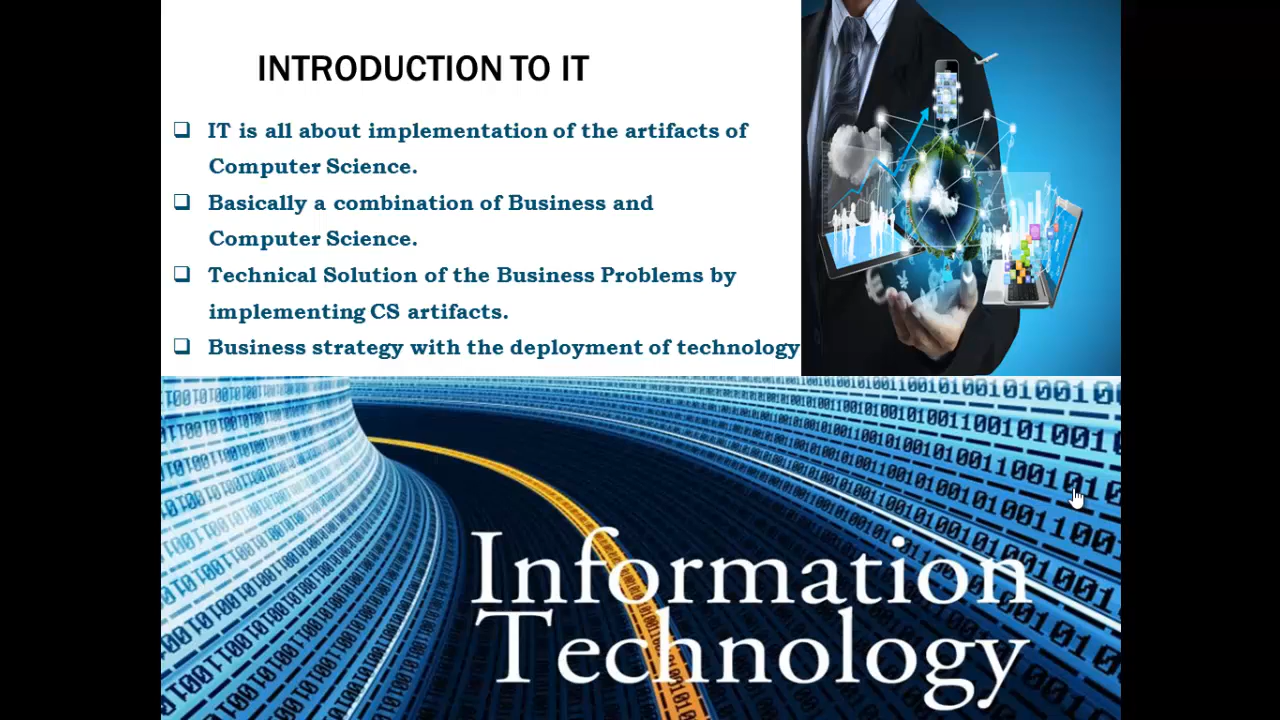 INTRODUCTION TO IT
IT is all about implementation of the artifacts of
Computer Science.
Basically a combination of Business and
Computer Science.
Technical Solution of the Business Problems by
implementing CS artifacts.
Business strategy with the deployment of technology
Information
Technology